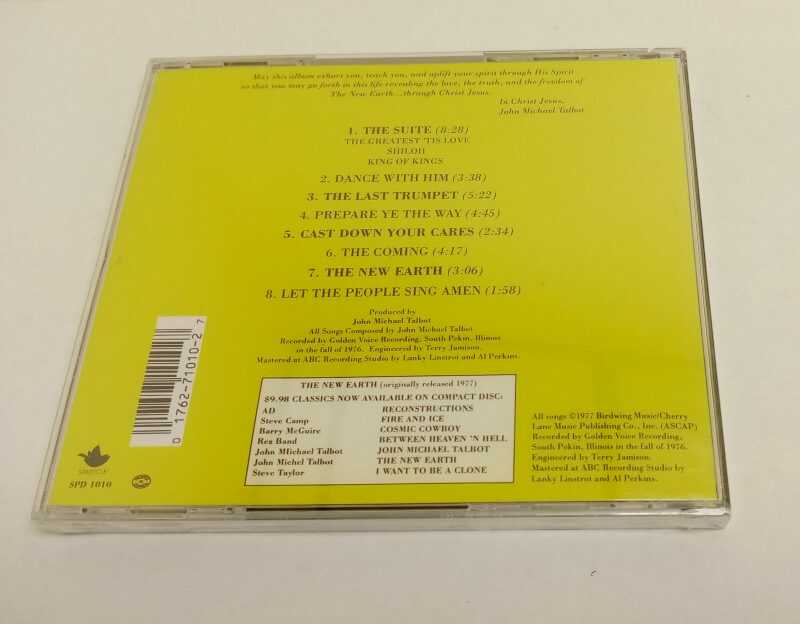 May this album exhort you, teach you, and uplift your spirit through His Spirit
so that you may go forth in this life revealing the love, the truth, and the freedom of
The New Earth...through Christ Jesus.
In Christ Jesus,
John Michael Talbot
1. THE SUITE (8:28)
THE GREATEST 'TIS LOVE
SHILOH
KING OF KINGS
2. DANCE WITH HIM (3:38)
3. THE LAST TRUMPET (5:22)
4. PREPARE YE THE WAY (4:45)
5. CAST DOWN YOUR CARES (2:34)
6. THE COMING (4:17)
7. THE NEW EARTH (3:06)
8. LET THE PEOPLE SING AMEN (1:58)
Produced by
John Michael Talbot
All Songs Composed by John Michael Talbot
Recorded by Golden Voice Recording, South Pekin, Illinois
in the fall of 1976. Engineered by Terry Jamison.
Mastered at ABC Recording Studio by Lanky Linstrot and Al Perkins.
0 17627-71010-2 7
THE NEW EARTH (originally released 1977)
$9.98 CLASSICS NOW AVAILABLE ON COMPACT DISC:
AD RECONSTRUCTIONS
Steve Camp FIRE AND ICE
Barry McGuire COSMIC COWBOY
Rez Band BETWEEN HEAVEN 'N HELL
John Michael Talbot JOHN MICHAEL TALBOT
John Michel Talbot THE NEW EARTH
Steve Taylor I WANT TO BE A CLONE
All songs ©1977 Birdwing Music/Cherry
Lane Music Publishing Co., Inc. (ASCAP)
Recorded by Golden Voice Recording,
South Pekin, Illinois in the fall of 1976.
Engineered by Terry Jamison.
Mastered at ABC Recording Studio by
Lanky Linstrot and Al Perkins.
SPARROW
SPD 1010